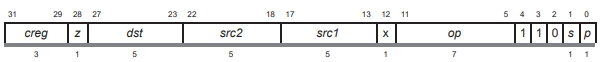 31 29 28 27 23 22 18 17 13 12 11 5 4 3 2 1 0
creg z dst src2 src1 x op 1 1 0 s p
3 1 5 5 5 1 7 1 1